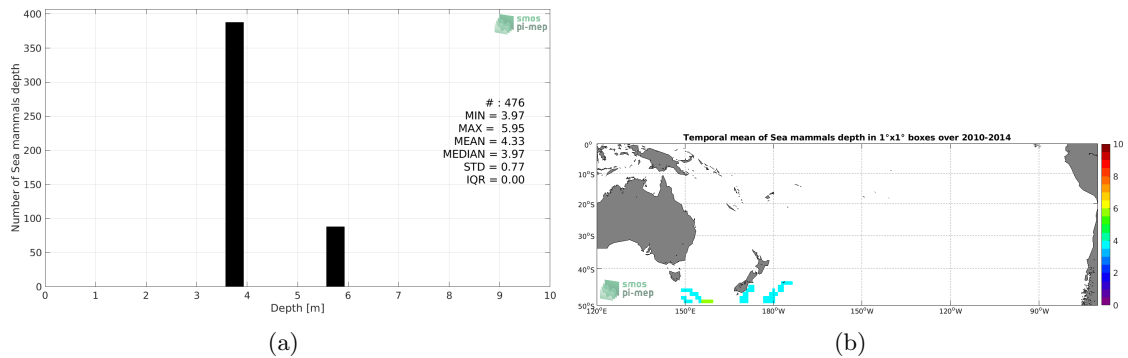 smos
pi-mep
Number of Sea mammals depth
400
350
300
250
200
150
100
50
0
# : 476
MIN = 3.97
MAX = 5.95
MEAN = 4.33
MEDIAN = 3.97
STD = 0.77
IQR = 0.00
0 1 2 3 4 5 6 7 8 9 10
Depth [m]
(a)
Temporal mean of Sea mammals depth in 1°x1° boxes over 2010-2014
0°
10°S
20°S
30°S
40°S
50°S
120°E 150°E 180°W 150°W 120°W 90°W
10
8
6
4
2
0
smos
pi-mep
(b)